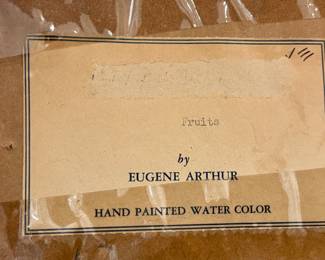 Fruits
by
EUGENE ARTHUR
HAND PAINTED WATER COLOR